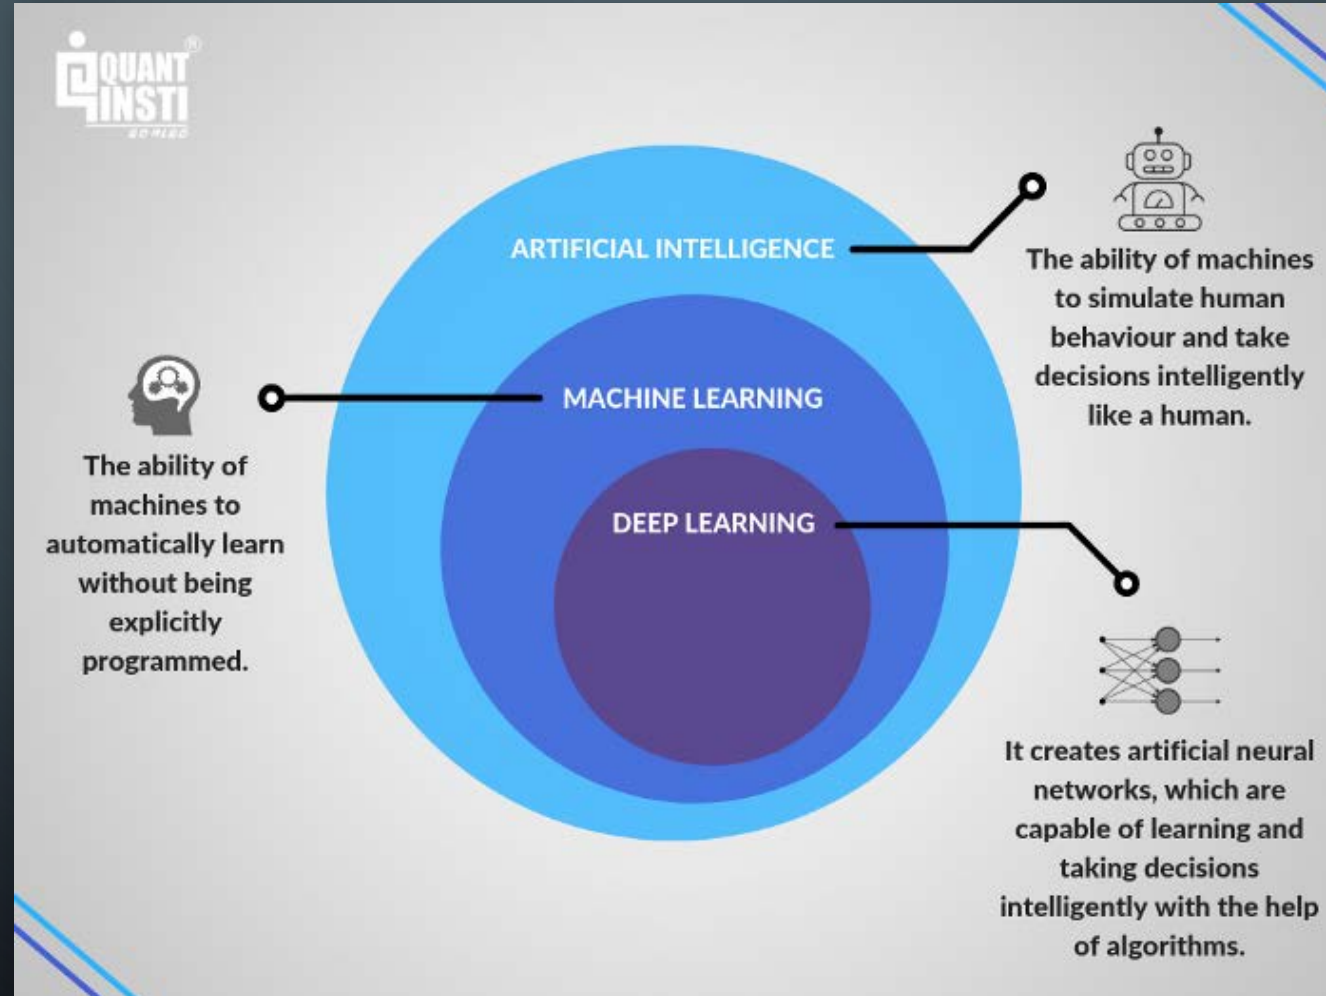 QUANT
INSTI
ARTIFICIAL INTELLIGENCE
The ability of machines
to simulate human
behaviour and take
decisions intelligently
like a human.
MACHINE LEARNING
The ability of
machines to
automatically learn
without being
explicitly
programmed.
DEEP LEARNING
It creates artificial neural
networks, which are
capable of learning and
taking decisions
intelligently with the help
of algorithms.